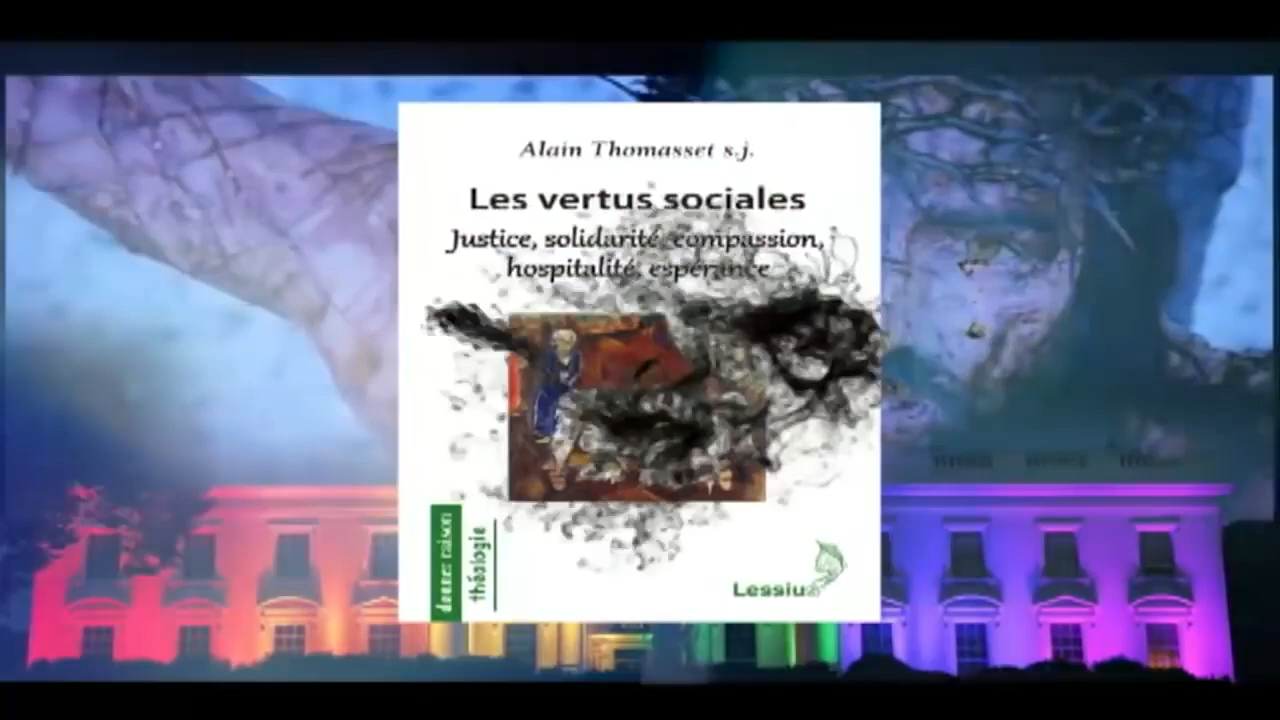 Alain Thomasset s.j.
Les vertus sociales
Justice, solidarité, compassion,
hospitalité, espérance
donner raison
théologie
Lessius